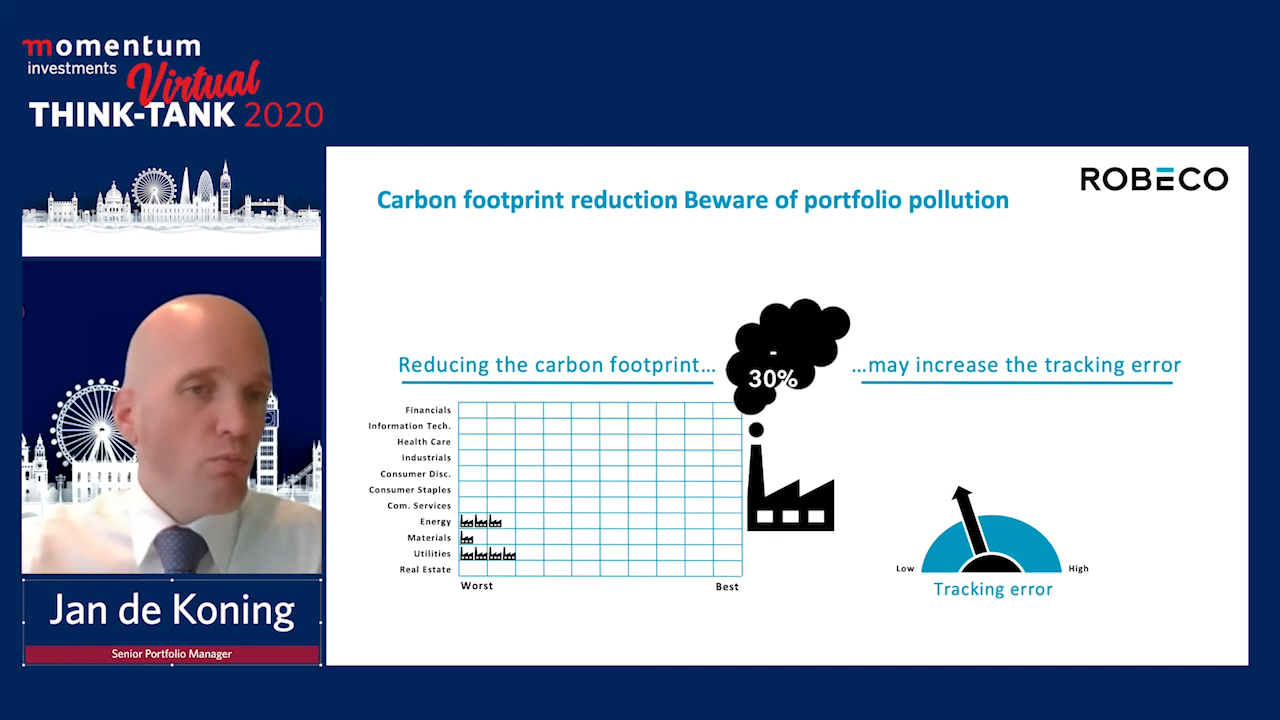 momentum
investments
Virtual
THINK-TANK 2020
ROBECO
Carbon footprint reduction Beware of portfolio pollution
Reducing the carbon footprint...
-
30%
...may increase the tracking error
Financials
Information Tech.
Health Care
Industrials
Consumer Disc.
Consumer Staples
Com. Services
Energy
Materials
Utilities
Real Estate
Worst
Best
Low
High
Tracking error
Jan de Koning
Senior Portfolio Manager